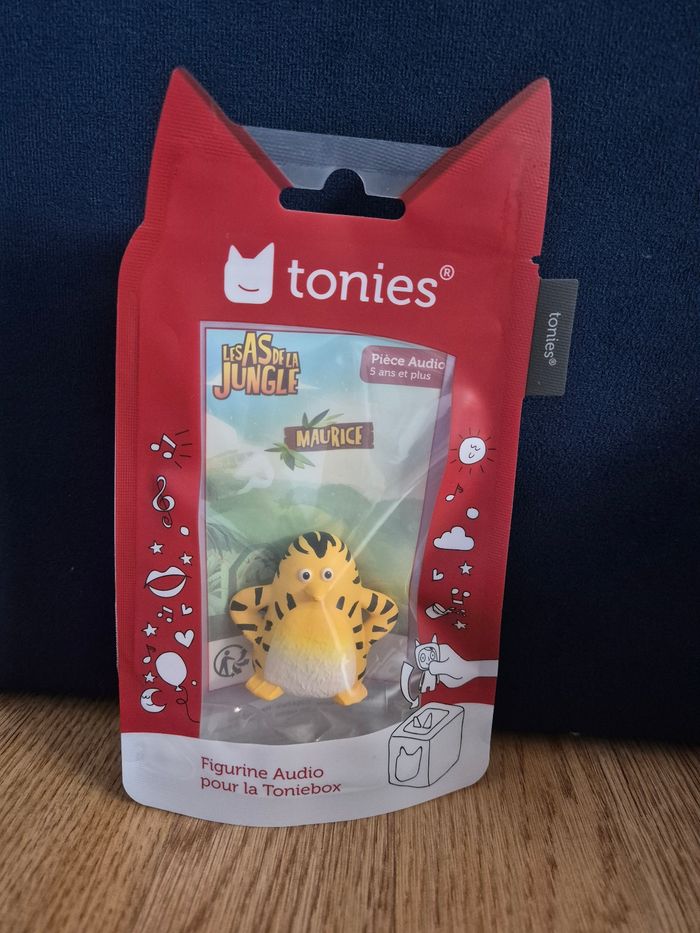 tonies®
tonies®
LES AS DE LA
JUNGLE
Pièce Audio
5 ans et plus
MAURICE
Figurine Audio
pour la Toniebox